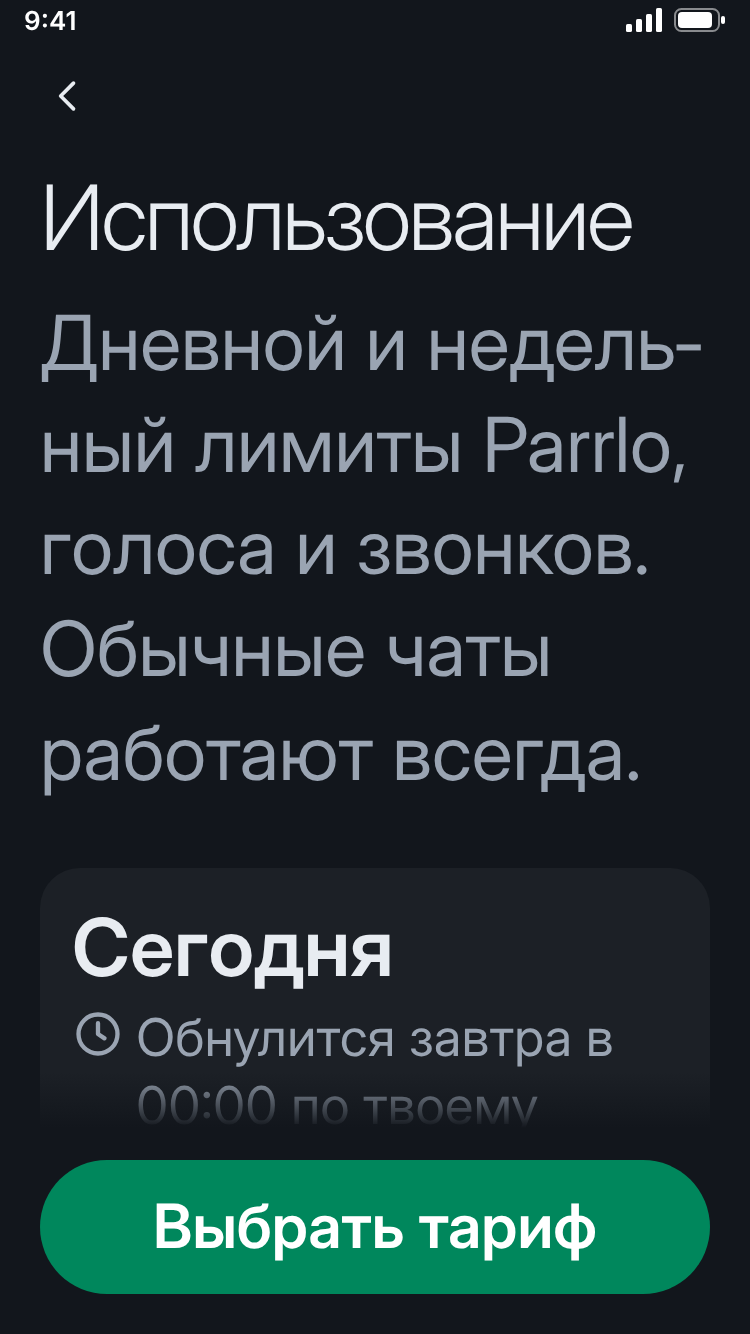 9:41
Использование
Дневной и недель-
ный лимиты Parrlo,
голоса и звонков.
Обычные чаты
работают всегда.
Сегодня
Обнулится завтра в
00:00 по твоему
Выбрать тариф